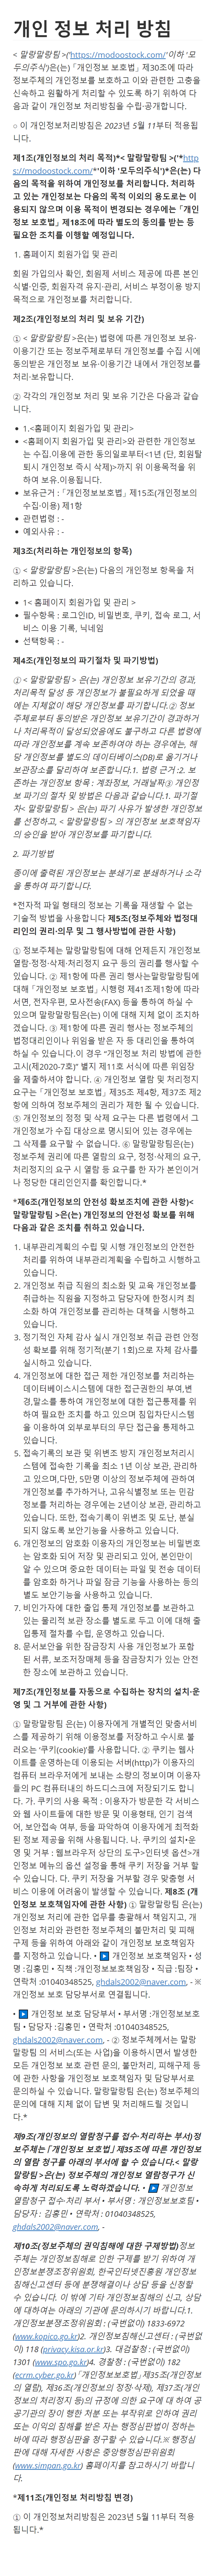 개인 정보 처리 방침
< 말랑말랑팀 >('https://modoostock.com/'이하 '모
두의주식')은(는) 「개인정보 보호법」 제30조에 따라
정보주체의 개인정보를 보호하고 이와 관련한 고충을
신속하고 원활하게 처리할 수 있도록 하기 위하여 다
음과 같이 개인정보 처리방침을 수립·공개합니다.
○ 이 개인정보처리방침은 2023년 5월 11부터 적용됩
니다.
제1조(개인정보의 처리 목적)*< 말랑말랑팀 >('*http
s://modoostock.com/*'이하 '모두의주식')*은(는) 다
음의 목적을 위하여 개인정보를 처리합니다. 처리하
고 있는 개인정보는 다음의 목적 이외의 용도로는 이
용되지 않으며 이용 목적이 변경되는 경우에는 「개인
정보 보호법」 제18조에 따라 별도의 동의를 받는 등
필요한 조치를 이행할 예정입니다.
1. 홈페이지 회원가입 및 관리
회원 가입의사 확인, 회원제 서비스 제공에 따른 본인
식별·인증, 회원자격 유지·관리, 서비스 부정이용 방지
목적으로 개인정보를 처리합니다.
제2조(개인정보의 처리 및 보유 기간)
① < 말랑말랑팀 >은(는) 법령에 따른 개인정보 보유·
이용기간 또는 정보주체로부터 개인정보를 수집 시에
동의받은 개인정보 보유·이용기간 내에서 개인정보를
처리·보유합니다.
② 각각의 개인정보 처리 및 보유 기간은 다음과 같습
니다.
• 1.<홈페이지 회원가입 및 관리>
• <홈페이지 회원가입 및 관리>와 관련한 개인정보
는 수집.이용에 관한 동의일로부터<1년 (단, 회원탈
퇴시 개인정보 즉시 삭제)>까지 위 이용목적을 위
하여 보유.이용됩니다.
• 보유근거 : 「개인정보보호법」 제15조(개인정보의
수집·이용) 제1항
• 관련법령 : -
• 예외사유 : -
제3조(처리하는 개인정보의 항목)
① < 말랑말랑팀 >은(는) 다음의 개인정보 항목을 처
리하고 있습니다.
• 1< 홈페이지 회원가입 및 관리 >
• 필수항목 : 로그인ID, 비밀번호, 쿠키, 접속 로그, 서
비스 이용 기록, 닉네임
• 선택항목 : -
제4조(개인정보의 파기절차 및 파기방법)
① < 말랑말랑팀 > 은(는) 개인정보 보유기간의 경과,
처리목적 달성 등 개인정보가 불필요하게 되었을 때
에는 지체없이 해당 개인정보를 파기합니다.② 정보
주체로부터 동의받은 개인정보 보유기간이 경과하거
나 처리목적이 달성되었음에도 불구하고 다른 법령에
따라 개인정보를 계속 보존하여야 하는 경우에는, 해
당 개인정보를 별도의 데이터베이스(DB)로 옮기거나
보관장소를 달리하여 보존합니다.1. 법령 근거 :2. 보
존하는 개인정보 항목 : 계좌정보, 거래날짜③ 개인정
보 파기의 절차 및 방법은 다음과 같습니다.1. 파기절
차< 말랑말랑팀 > 은(는) 파기 사유가 발생한 개인정보
를 선정하고, < 말랑말랑팀 > 의 개인정보 보호책임자
의 승인을 받아 개인정보를 파기합니다.
2. 파기방법
종이에 출력된 개인정보는 분쇄기로 분쇄하거나 소각
을 통하여 파기합니다.
*전자적 파일 형태의 정보는 기록을 재생할 수 없는
기술적 방법을 사용합니다 제5조(정보주체와 법정대
리인의 권리·의무 및 그 행사방법에 관한 사항)
① 정보주체는 말랑말랑팀에 대해 언제든지 개인정보
열람·정정·삭제·처리정지 요구 등의 권리를 행사할 수
있습니다. ② 제1항에 따른 권리 행사는말랑말랑팀에
대해 「개인정보 보호법」 시행령 제41조제1항에 따라
서면, 전자우편, 모사전송(FAX) 등을 통하여 하실 수
있으며 말랑말랑팀은(는) 이에 대해 지체 없이 조치하
겠습니다. ③ 제1항에 따른 권리 행사는 정보주체의
법정대리인이나 위임을 받은 자 등 대리인을 통하여
하실 수 있습니다.이 경우 “개인정보 처리 방법에 관한
고시(제2020-7호)” 별지 제11호 서식에 따른 위임장
을 제출하셔야 합니다. ④ 개인정보 열람 및 처리정지
요구는 「개인정보 보호법」 제35조 제4항, 제37조 제2
항에 의하여 정보주체의 권리가 제한 될 수 있습니다.
⑤ 개인정보의 정정 및 삭제 요구는 다른 법령에서 그
개인정보가 수집 대상으로 명시되어 있는 경우에는
그 삭제를 요구할 수 없습니다. ⑥ 말랑말랑팀은(는)
정보주체 권리에 따른 열람의 요구, 정정·삭제의 요구,
처리정지의 요구 시 열람 등 요구를 한 자가 본인이거
나 정당한 대리인인지를 확인합니다.*
*제6조(개인정보의 안전성 확보조치에 관한 사항)<
말랑말랑팀 >은(는) 개인정보의 안전성 확보를 위해
다음과 같은 조치를 취하고 있습니다.
1. 내부관리계획의 수립 및 시행 개인정보의 안전한
처리를 위하여 내부관리계획을 수립하고 시행하고
있습니다.
2. 개인정보 취급 직원의 최소화 및 교육 개인정보를
취급하는 직원을 지정하고 담당자에 한정시켜 최소
화 하여 개인정보를 관리하는 대책을 시행하고
있습니다.
3. 정기적인 자체 감사 실시 개인정보 취급 관련 안정
성 확보를 위해 정기적(분기 1회)으로 자체 감사를
실시하고 있습니다.
4. 개인정보에 대한 접근 제한 개인정보를 처리하는
데이터베이스시스템에 대한 접근권한의 부여,변
경,말소를 통하여 개인정보에 대한 접근통제를 위
하여 필요한 조치를 하고 있으며 침입차단시스템
을 이용하여 외부로부터의 무단 접근을 통제하고
있습니다.
5. 접속기록의 보관 및 위변조 방지 개인정보처리시
스템에 접속한 기록을 최소 1년 이상 보관, 관리하
고 있으며,다만, 5만명 이상의 정보주체에 관하여
개인정보를 추가하거나, 고유식별정보 또는 민감
정보를 처리하는 경우에는 2년이상 보관, 관리하고
있습니다. 또한, 접속기록이 위변조 및 도난, 분실
되지 않도록 보안기능을 사용하고 있습니다.
6. 개인정보의 암호화 이용자의 개인정보는 비밀번호
는 암호화 되어 저장 및 관리되고 있어, 본인만이
알 수 있으며 중요한 데이터는 파일 및 전송 데이터
를 암호화 하거나 파일 잠금 기능을 사용하는 등의
별도 보안기능을 사용하고 있습니다.
7. 비인가자에 대한 출입 통제 개인정보를 보관하고
있는 물리적 보관 장소를 별도로 두고 이에 대해 출
입통제 절차를 수립, 운영하고 있습니다.
8. 문서보안을 위한 잠금장치 사용 개인정보가 포함
된 서류, 보조저장매체 등을 잠금장치가 있는 안전
한 장소에 보관하고 있습니다.
제7조(개인정보를 자동으로 수집하는 장치의 설치·운
영 및 그 거부에 관한 사항)
① 말랑말랑팀 은(는) 이용자에게 개별적인 맞춤서비
스를 제공하기 위해 이용정보를 저장하고 수시로 불
러오는 ‘쿠키(cookie)’를 사용합니다. ② 쿠키는 웹사
이트를 운영하는데 이용되는 서버(http)가 이용자의
컴퓨터 브라우저에게 보내는 소량의 정보이며 이용자
들의 PC 컴퓨터내의 하드디스크에 저장되기도 합니
다. 가. 쿠키의 사용 목적 : 이용자가 방문한 각 서비스
와 웹 사이트들에 대한 방문 및 이용형태, 인기 검색
어, 보안접속 여부, 등을 파악하여 이용자에게 최적화
된 정보 제공을 위해 사용됩니다. 나. 쿠키의 설치•운
영 및 거부 : 웹브라우저 상단의 도구>인터넷 옵션>개
인정보 메뉴의 옵션 설정을 통해 쿠키 저장을 거부 할
수 있습니다. 다. 쿠키 저장을 거부할 경우 맞춤형 서
비스 이용에 어려움이 발생할 수 있습니다. 제8조 (개
인정보 보호책임자에 관한 사항) ① 말랑말랑팀 은(는)
개인정보 처리에 관한 업무를 총괄해서 책임지고, 개
인정보 처리와 관련한 정보주체의 불만처리 및 피해
구제 등을 위하여 아래와 같이 개인정보 보호책임자
를 지정하고 있습니다. • ▶ 개인정보 보호책임자 • 성
명 :김홍민 • 직책 :개인정보보호책임장 • 직급 :팀장 •
연락처 :01040348525, ghdals2002@naver.com, - ※
개인정보 보호 담당부서로 연결됩니다.
• ▶ 개인정보 보호 담당부서 • 부서명 :개인정보보호
팀 • 담당자 :김홍민 • 연락처 :01040348525,
ghdals2002@naver.com, - ② 정보주체께서는 말랑
말랑팀 의 서비스(또는 사업)을 이용하시면서 발생한
모든 개인정보 보호 관련 문의, 불만처리, 피해구제 등
에 관한 사항을 개인정보 보호책임자 및 담당부서로
문의하실 수 있습니다. 말랑말랑팀 은(는) 정보주체의
문의에 대해 지체 없이 답변 및 처리해드릴 것입니
다.*
제9조(개인정보의 열람청구를 접수·처리하는 부서)정
보주체는 「개인정보 보호법」 제35조에 따른 개인정보
의 열람 청구를 아래의 부서에 할 수 있습니다.< 말랑
말랑팀 >은(는) 정보주체의 개인정보 열람청구가 신
속하게 처리되도록 노력하겠습니다. • ▶ 개인정보
열람청구 접수·처리 부서 • 부서명 : 개인정보보호팀 •
담당자 : 김홍민 • 연락처 : 01040348525,
ghdals2002@naver.com, -
제10조(정보주체의 권익침해에 대한 구제방법)정보
주체는 개인정보침해로 인한 구제를 받기 위하여 개
인정보분쟁조정위원회, 한국인터넷진흥원 개인정보
침해신고센터 등에 분쟁해결이나 상담 등을 신청할
수 있습니다. 이 밖에 기타 개인정보침해의 신고, 상담
에 대하여는 아래의 기관에 문의하시기 바랍니다.1.
개인정보분쟁조정위원회 : (국번없이) 1833-6972
(www.kopico.go.kr)2. 개인정보침해신고센터 : (국번없
이) 118 (privacy.kisa.or.kr)3. 대검찰청 : (국번없이)
1301 (www.spo.go.kr)4. 경찰청 : (국번없이) 182
(ecrm.cyber.go.kr)「개인정보보호법」제35조(개인정보
의 열람), 제36조(개인정보의 정정·삭제), 제37조(개인
정보의 처리정지 등)의 규정에 의한 요구에 대 하여 공
공기관의 장이 행한 처분 또는 부작위로 인하여 권리
또는 이익의 침해를 받은 자는 행정심판법이 정하는
바에 따라 행정심판을 청구할 수 있습니다.※ 행정심
판에 대해 자세한 사항은 중앙행정심판위원회
(www.simpan.go.kr) 홈페이지를 참고하시기 바랍니
다.
*제11조(개인정보 처리방침 변경)
① 이 개인정보처리방침은 2023년 5월 11부터 적용
됩니다.*